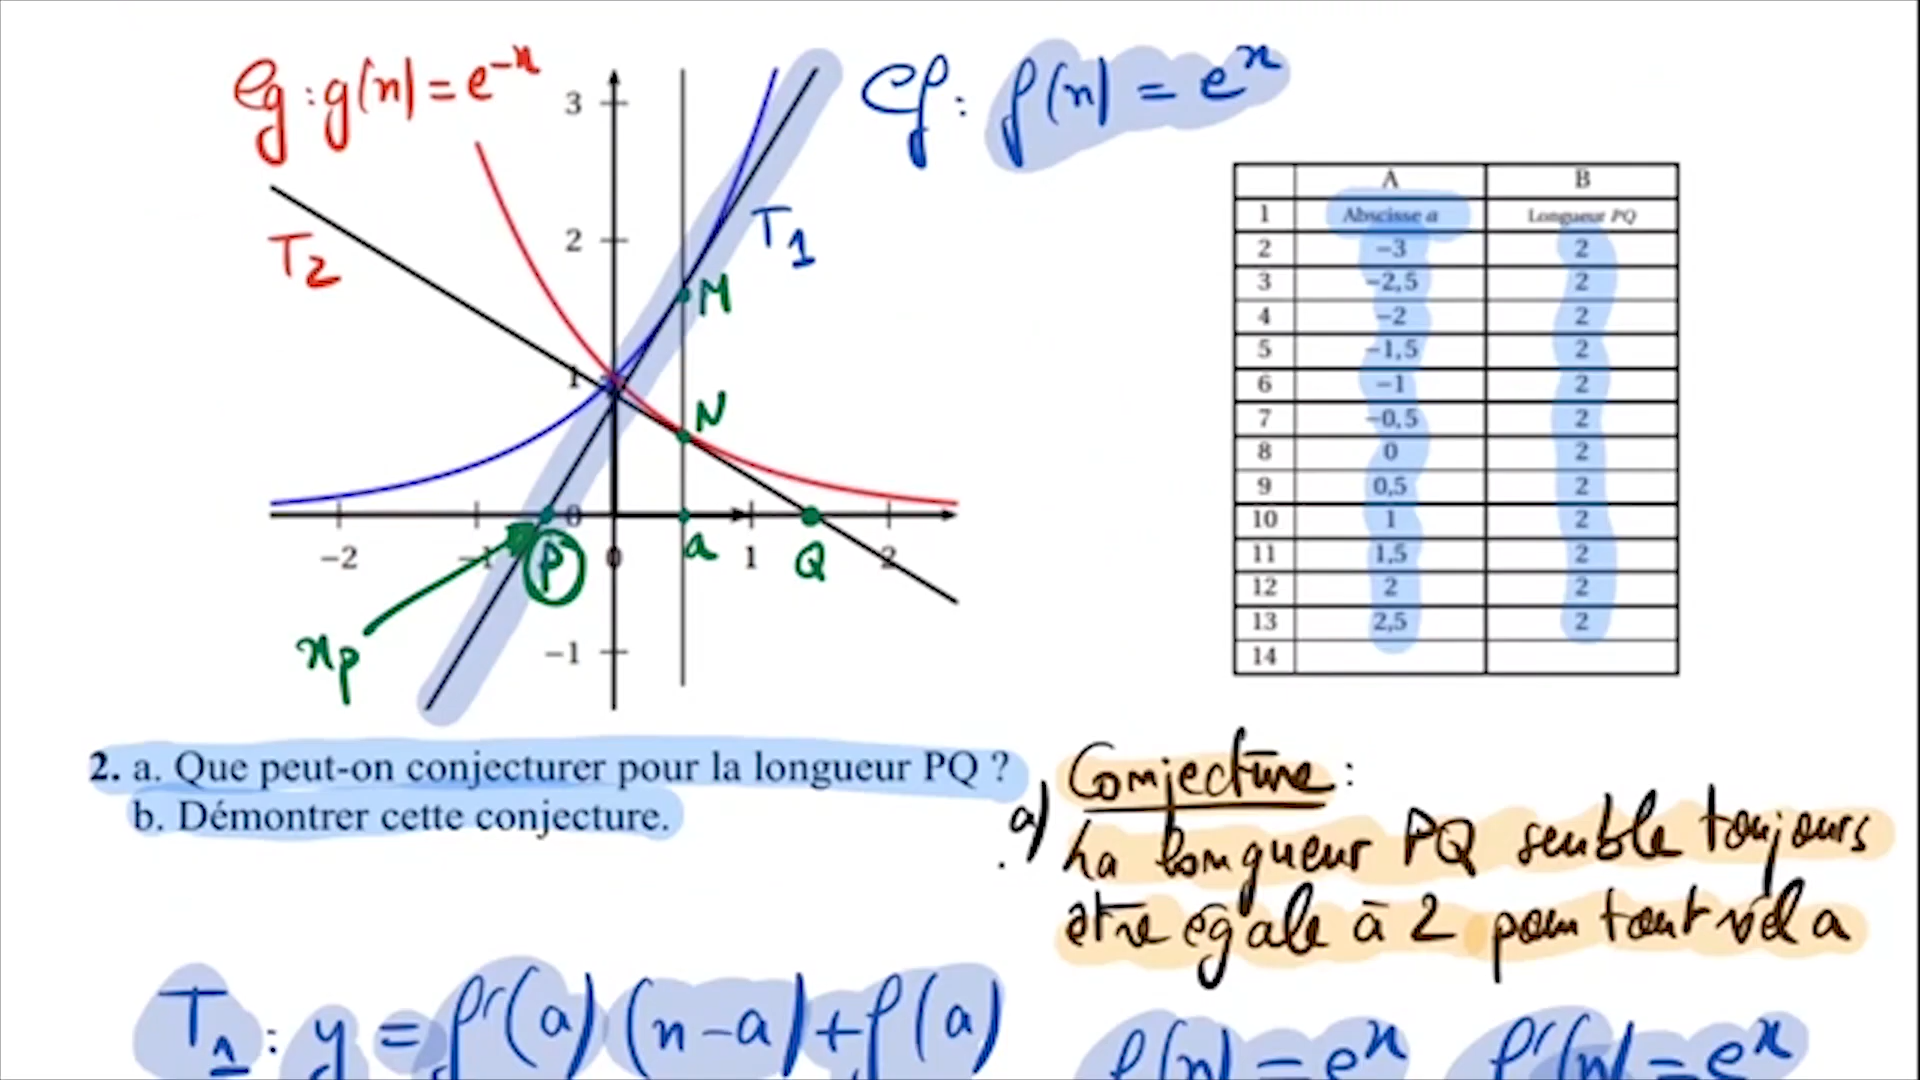 Cg : g(x) = e^-x
Cf : f(x) = e^x
3
T2
2
T1
M
1
N
0
-2 -1 P 0 a 1 Q 2
xp
-1
A B
1 Abscisse a Longueur PQ
2 −3 2
3 −2,5 2
4 −2 2
5 −1,5 2
6 −1 2
7 −0,5 2
8 0 2
9 0,5 2
10 1 2
11 1,5 2
12 2 2
13 2,5 2
14
2. a. Que peut-on conjecturer pour la longueur PQ ?
b. Démontrer cette conjecture.
a) Conjecture :
La longueur PQ semble toujours
être égale à 2 pour tout réel a
T1 : y = f'(a) (x-a) + f(a)
f(x) = e^x f'(x) = e^x